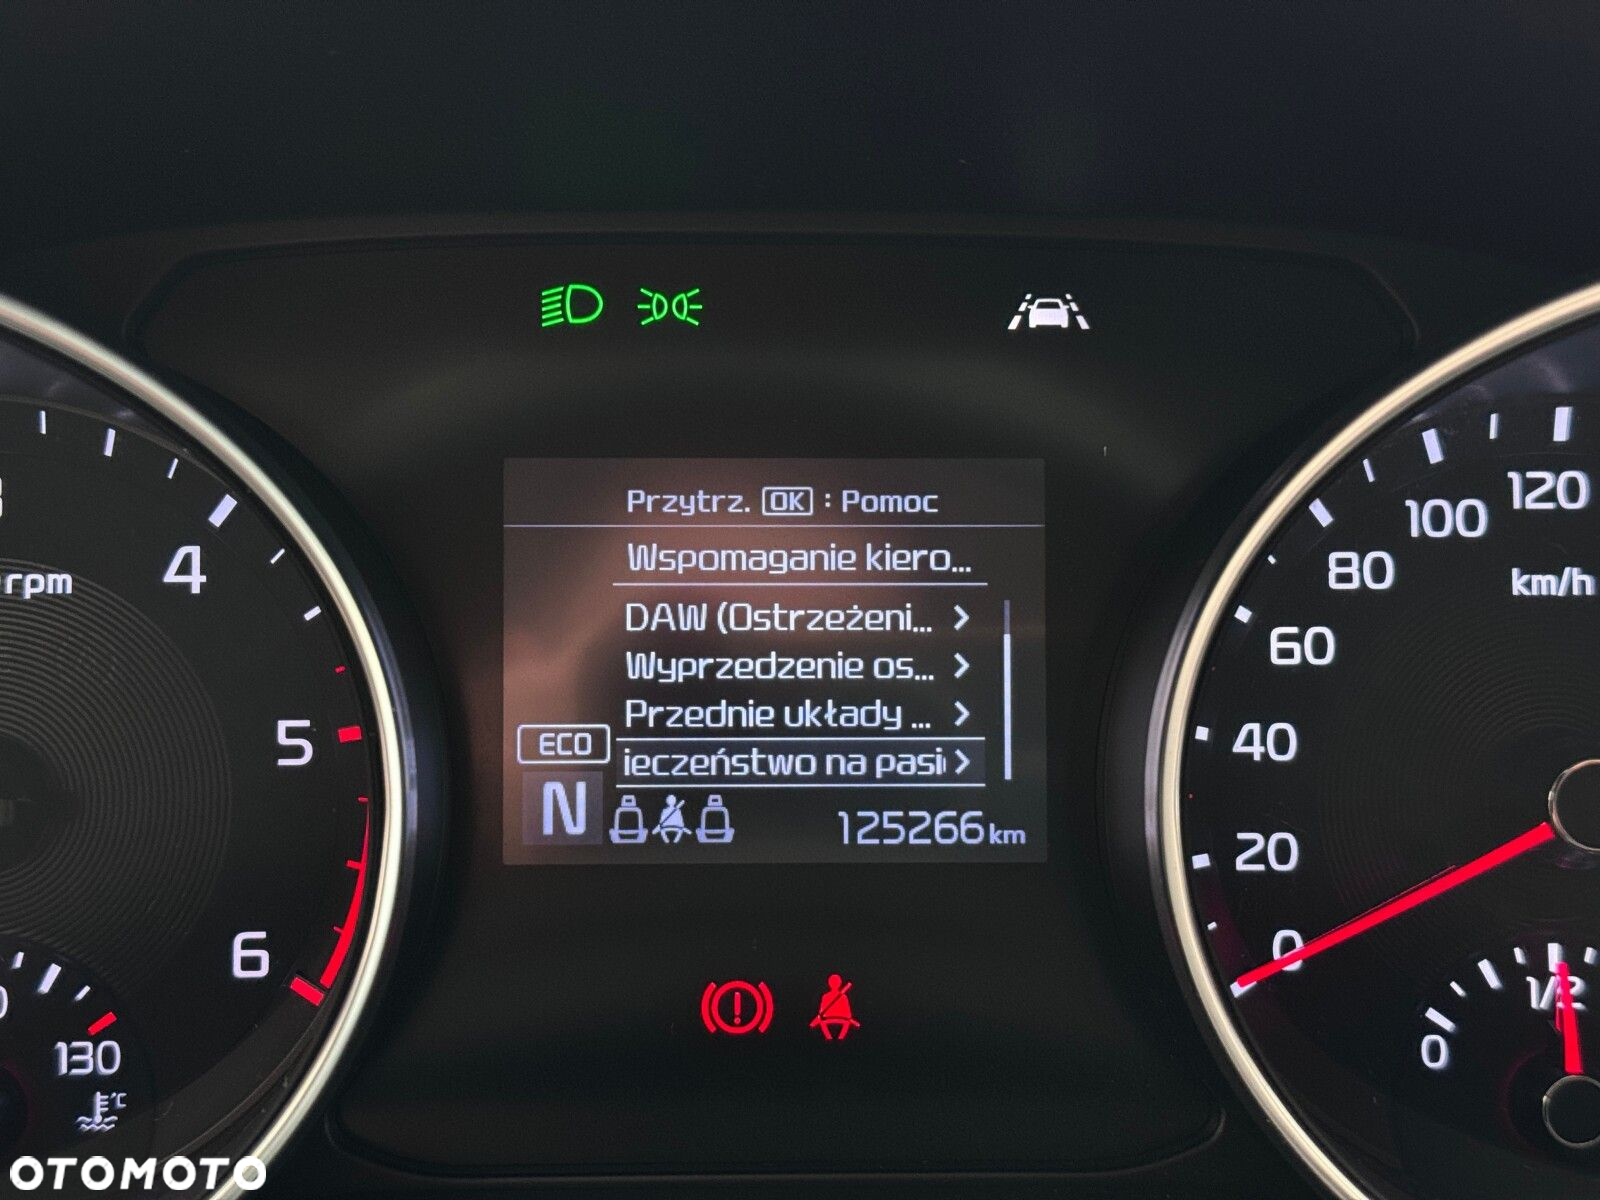 Przytrz. OK : Pomoc
Wspomaganie kiero...
DAW (Ostrzeżeni... >
Wyprzedzenie os... >
Przednie układy ... >
ieczeństwo na pasi >
ECO
N
125266 km
rpm
4
5
6
130
°C
120
100
80
60
40
20
0
km/h
1/2
0
OTOMOTO